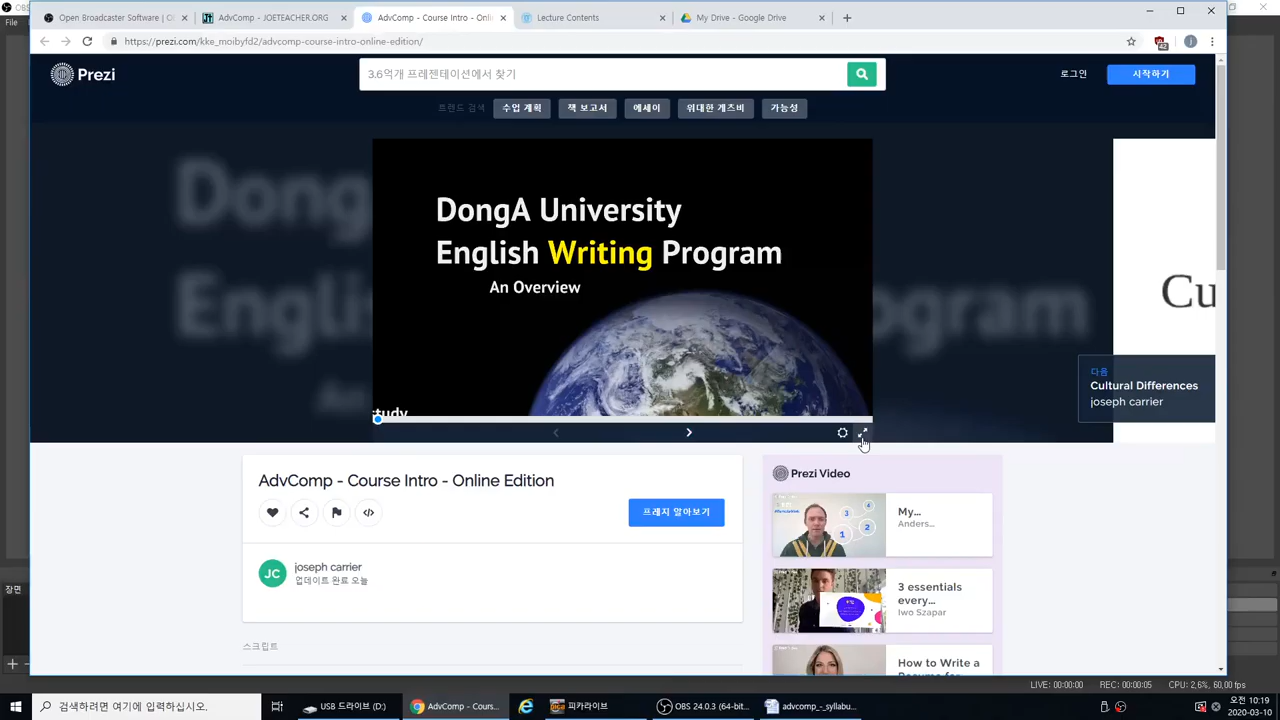 OBS
Open Broadcaster Software | O
AdvComp - JOETEACHER.ORG
AdvComp - Course Intro - Onli
Lecture Contents
My Drive - Google Drive
File
https://prezi.com/kke_moibyfd2/advcomp-course-intro-online-edition/
42
i
Prezi
3.6억개 프레젠테이션에서 찾기
로그인
시작하기
트렌드 검색
수업 계획
책 보고서
에세이
위대한 개츠비
가능성
DongA University
English Writing Program
An Overview
study
Cu
다음
Cultural Differences
joseph carrier
AdvComp - Course Intro - Online Edition
프레지 알아보기
JC
joseph carrier
업데이트 완료 오늘
스크립트
Prezi Video
My...
Anders...
3 essentials
every...
Iwo Szapar
How to Write a
장면
LIVE: 00:00:00
REC: 00:00:05
CPU: 2,6%, 60,00 fps
검색하려면 여기에 입력하십시오.
USB 드라이브 (D:)
AdvComp - Cours...
피카라이브
OBS 24.0.3 (64-bit...
advcomp_-_syllabu...
오전 10:19
2020-03-10